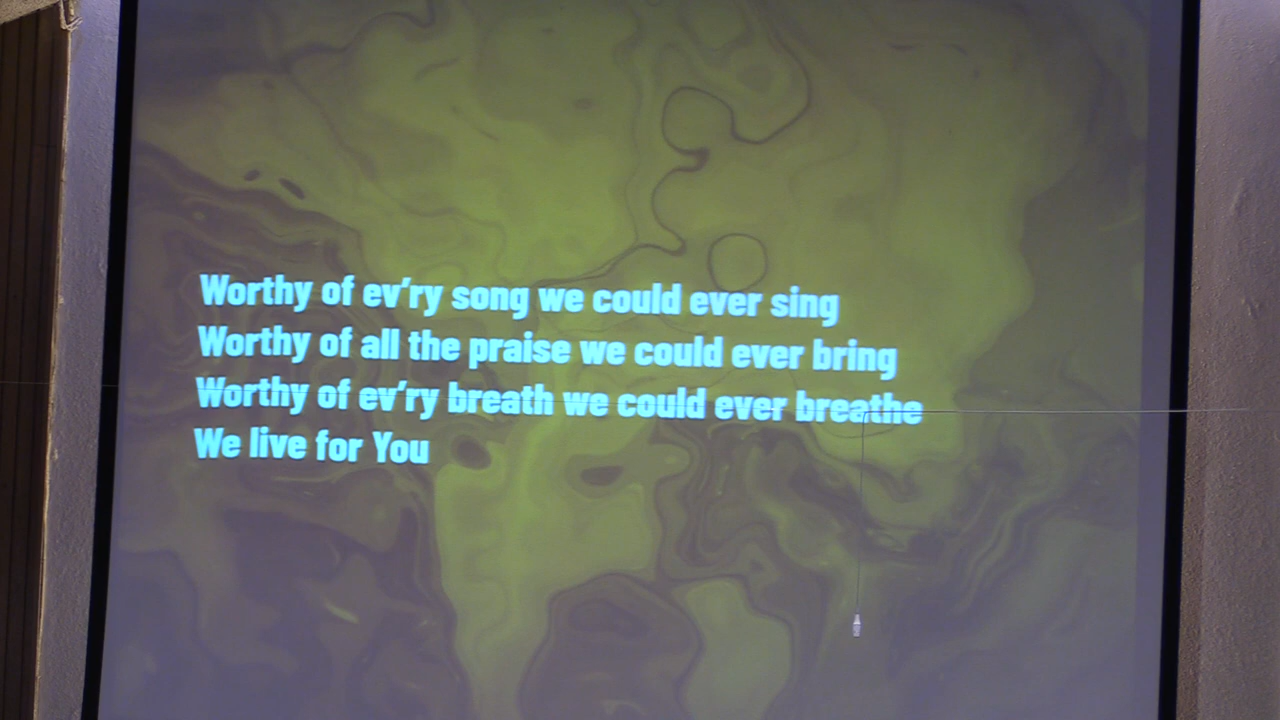 Worthy of ev'ry song we could ever sing
Worthy of all the praise we could ever bring
Worthy of ev'ry breath we could ever breathe
We live for You